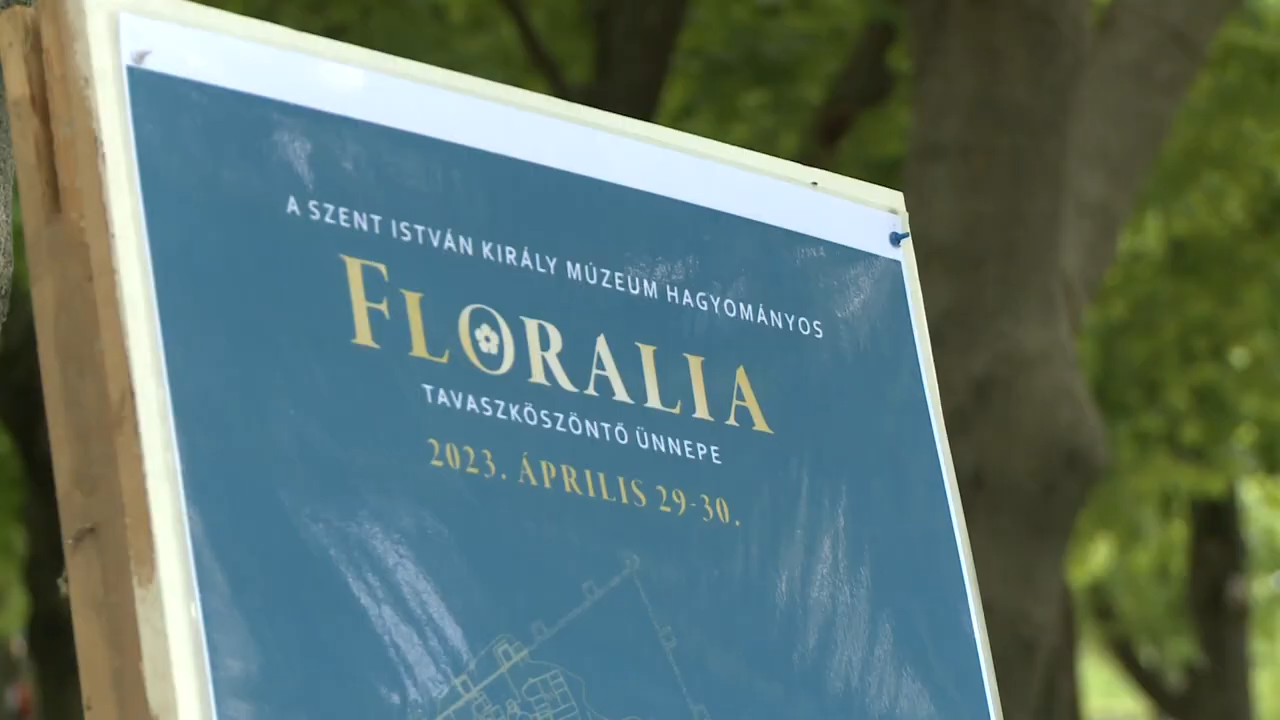 A SZENT ISTVÁN KIRÁLY MÚZEUM HAGYOMÁNYOS
FLORALIA
TAVASZKÖSZÖNTŐ ÜNNEPE
2023. ÁPRILIS 29-30.